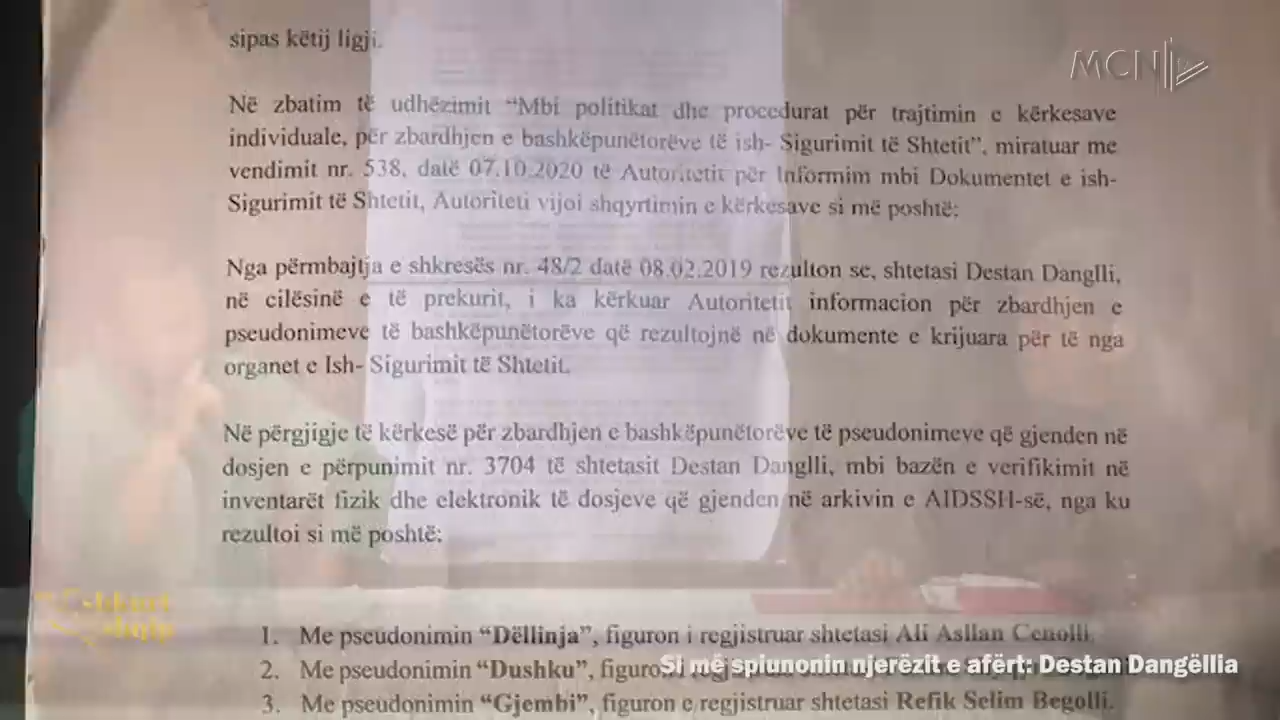 sipas këtij ligji.
MCN
Në zbatim të udhëzimit “Mbi politikat dhe procedurat për trajtimin e kërkesave
individuale, për zbardhjen e bashkëpunëtorëve të ish- Sigurimit të Shtetit”, miratuar me
vendimit nr. 538, datë 07.10.2020 të Autoritetit për Informim mbi Dokumentet e ish-
Sigurimit të Shtetit, Autoriteti vijoi shqyrtimin e kërkesave si më poshtë:
Nga përmbajtja e shkresës nr. 48/2 datë 08.02.2019 rezulton se, shtetasi Destan Danglli,
në cilësinë e të prekurit, i ka kërkuar Autoritetit informacion për zbardhjen e
pseudonimeve të bashkëpunëtorëve që rezultojnë në dokumente e krijuara për të nga
organet e Ish- Sigurimit të Shtetit.
Në përgjigje të kërkesë për zbardhjen e bashkëpunëtorëve të pseudonimeve që gjenden në
dosjen e përpunimit nr. 3704 të shtetasit Destan Danglli, mbi bazën e verifikimit në
inventarët fizik dhe elektronik të dosjeve që gjenden në arkivin e AIDSSH-së, nga ku
rezultoi si më poshtë:
shqip
1. Me pseudonimin “Dëllinja”, figuron i regjistruar shtetasi Ali Asllan Cenolli.
2. Me pseudonimin “Dushku”,
Si më spiunonin njerëzit e afërt: Destan Dangëllia
3. Me pseudonimin “Gjembi”, figuron e regjistruar shtetasi Refik Selim Begolli.